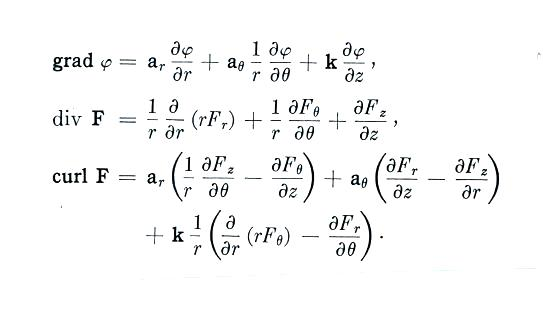 grad φ = a_r ∂φ/∂r + a_θ 1/r ∂φ/∂θ + k ∂φ/∂z,
div F = 1/r ∂/∂r (rF_r) + 1/r ∂F_θ/∂θ + ∂F_z/∂z,
curl F = a_r (1/r ∂F_z/∂θ − ∂F_θ/∂z) + a_θ (∂F_r/∂z − ∂F_z/∂r)
+ k 1/r (∂/∂r (rF_θ) − ∂F_r/∂θ).